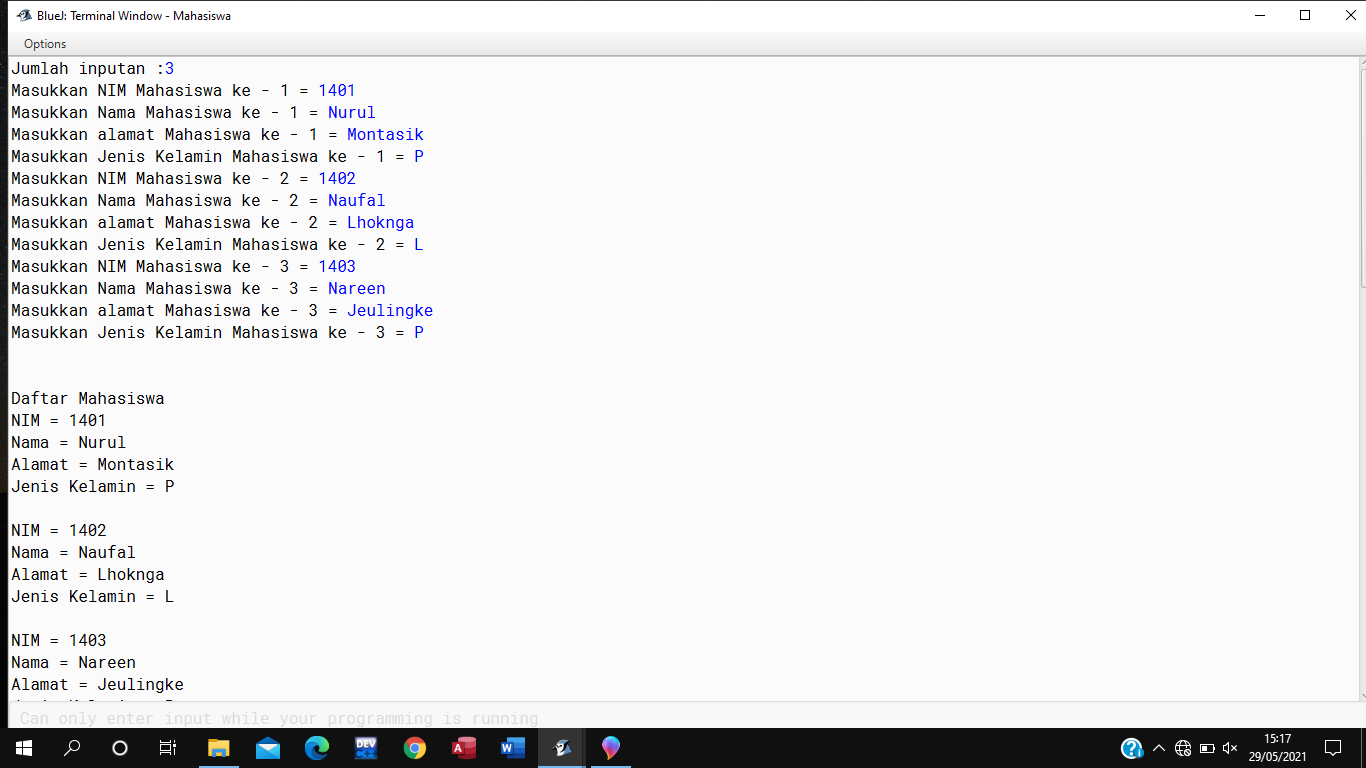 BlueJ: Terminal Window - Mahasiswa
Options
Jumlah inputan :3
Masukkan NIM Mahasiswa ke - 1 = 1401
Masukkan Nama Mahasiswa ke - 1 = Nurul
Masukkan alamat Mahasiswa ke - 1 = Montasik
Masukkan Jenis Kelamin Mahasiswa ke - 1 = P
Masukkan NIM Mahasiswa ke - 2 = 1402
Masukkan Nama Mahasiswa ke - 2 = Naufal
Masukkan alamat Mahasiswa ke - 2 = Lhoknga
Masukkan Jenis Kelamin Mahasiswa ke - 2 = L
Masukkan NIM Mahasiswa ke - 3 = 1403
Masukkan Nama Mahasiswa ke - 3 = Nareen
Masukkan alamat Mahasiswa ke - 3 = Jeulingke
Masukkan Jenis Kelamin Mahasiswa ke - 3 = P
Daftar Mahasiswa
NIM = 1401
Nama = Nurul
Alamat = Montasik
Jenis Kelamin = P
NIM = 1402
Nama = Naufal
Alamat = Lhoknga
Jenis Kelamin = L
NIM = 1403
Nama = Nareen
Alamat = Jeulingke
Can only enter input while your programming is running
DEV
C++
15:17
29/05/2021